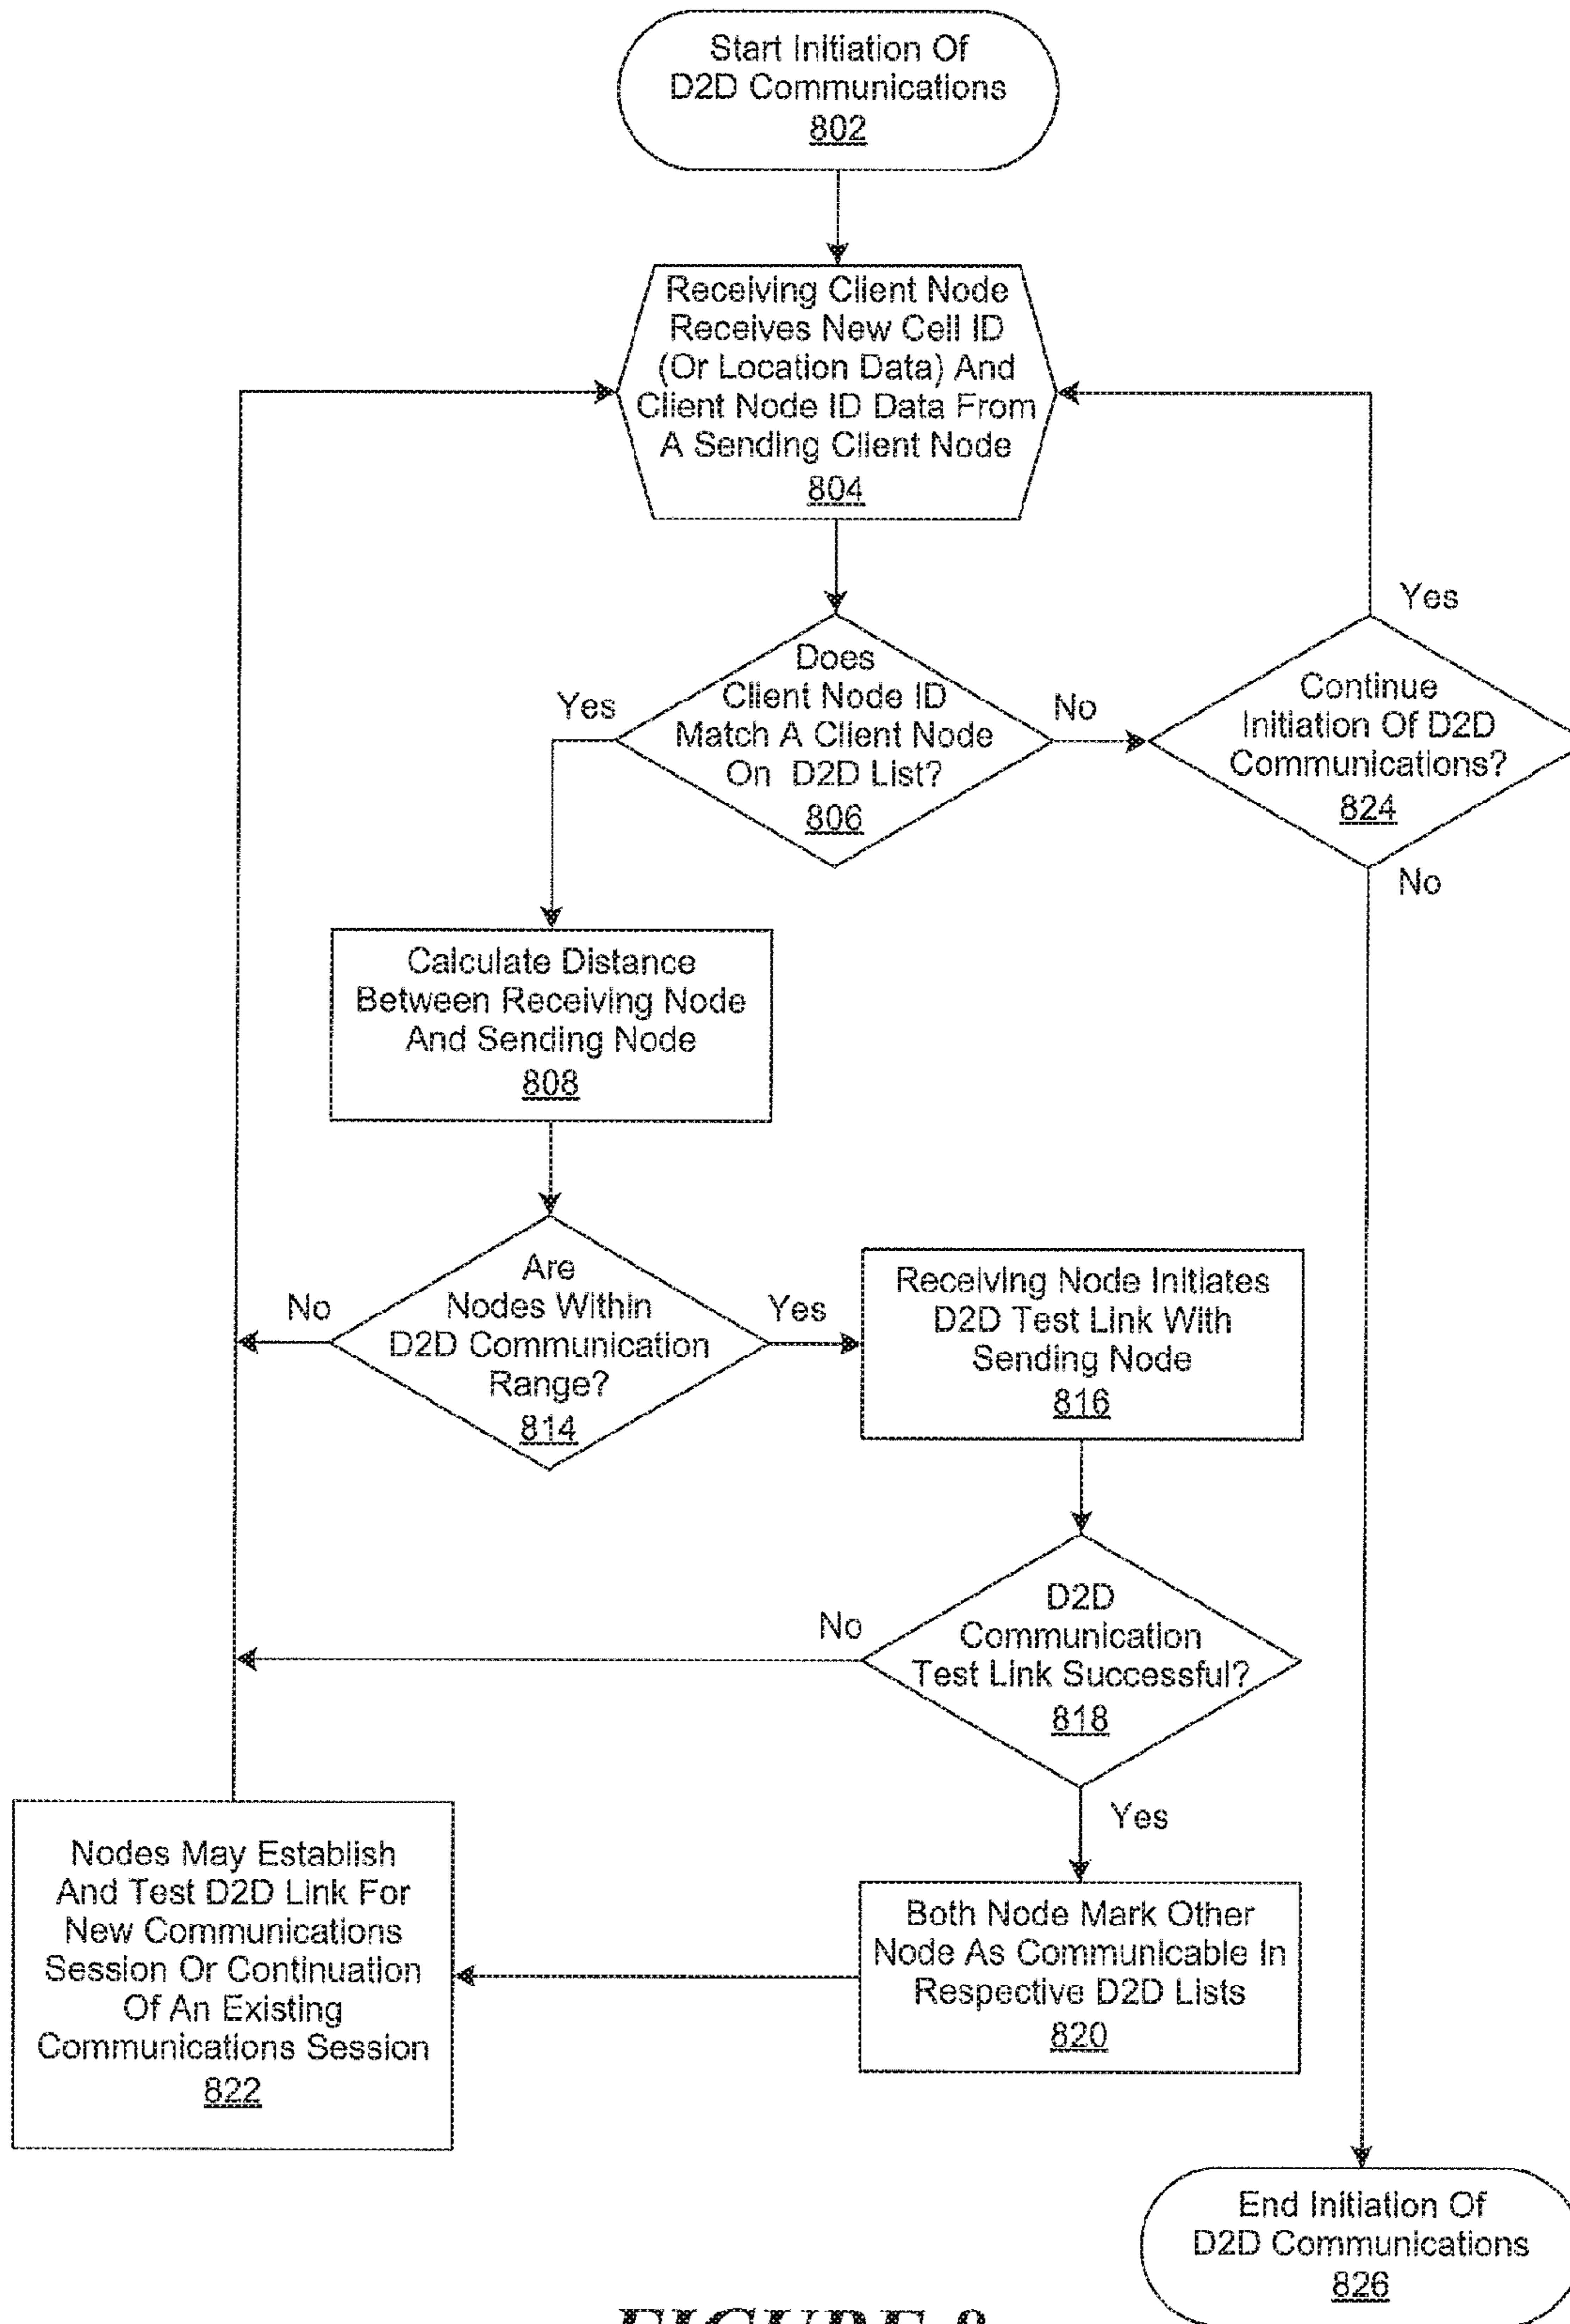 Start Initiation Of
D2D Communications
802
Receiving Client Node
Receives New Cell ID
(Or Location Data) And
Client Node ID Data From
A Sending Client Node
804
Does
Client Node ID
Match A Client Node
On D2D List?
806
Yes
No
Continue
Initiation Of D2D
Communications?
824
Yes
No
Calculate Distance
Between Receiving Node
And Sending Node
808
Are
Nodes Within
D2D Communication
Range?
814
No
Yes
Receiving Node Initiates
D2D Test Link With
Sending Node
816
D2D
Communication
Test Link Successful?
818
No
Yes
Both Node Mark Other
Node As Communicable In
Respective D2D Lists
820
Nodes May Establish
And Test D2D Link For
New Communications
Session Or Continuation
Of An Existing
Communications Session
822
End Initiation Of
D2D Communications
826
FIGURE 8